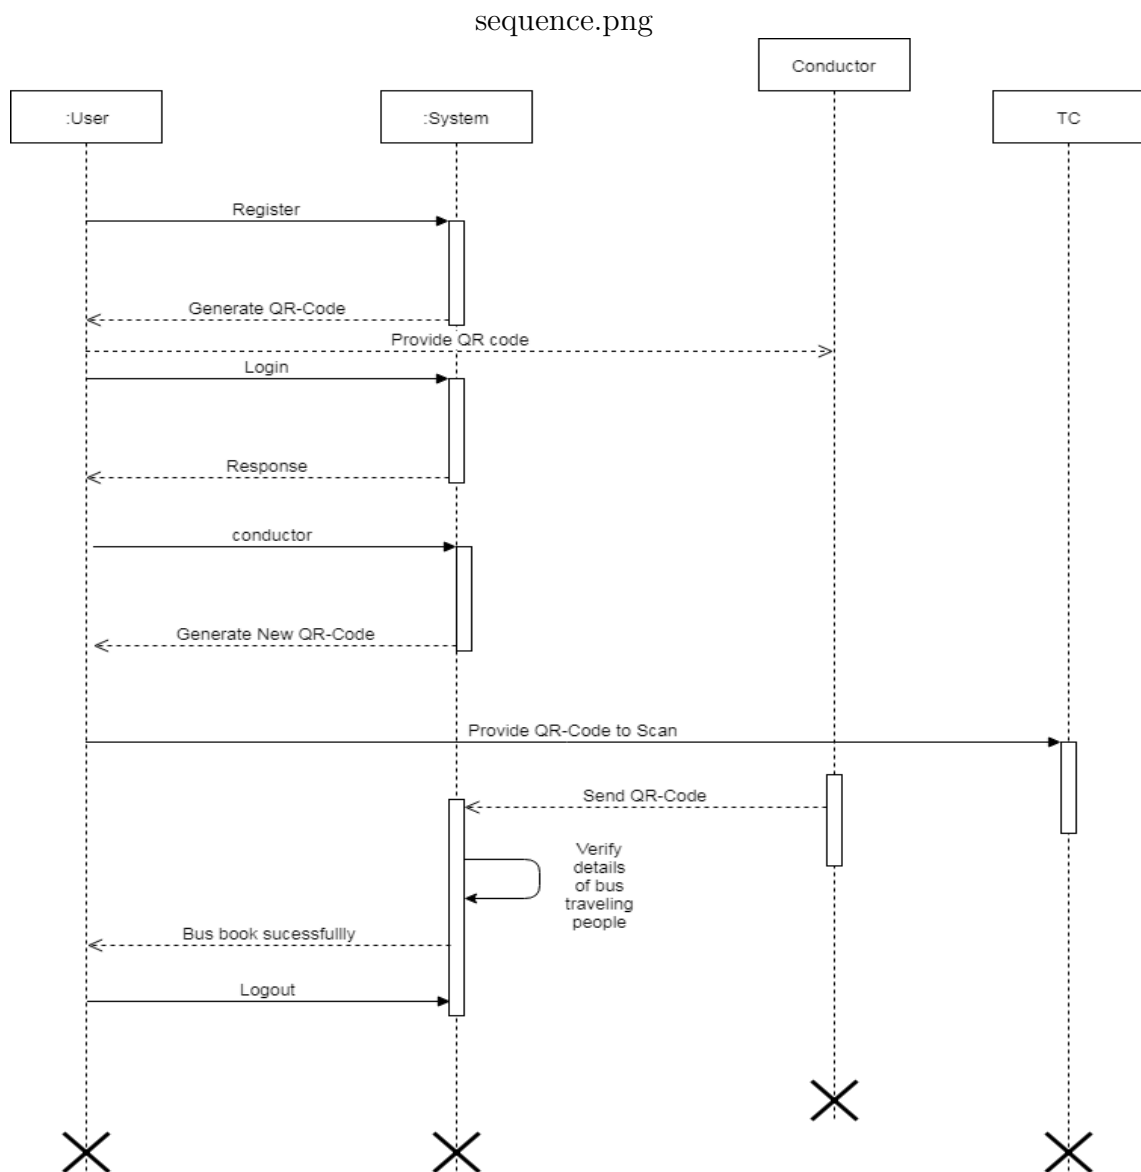 sequence.png
Conductor
:User
:System
TC
Register
Generate QR-Code
Provide QR code
Login
Response
conductor
Generate New QR-Code
Provide QR-Code to Scan
Send QR-Code
Verify
details
of bus
traveling
people
Bus book sucessfullly
Logout